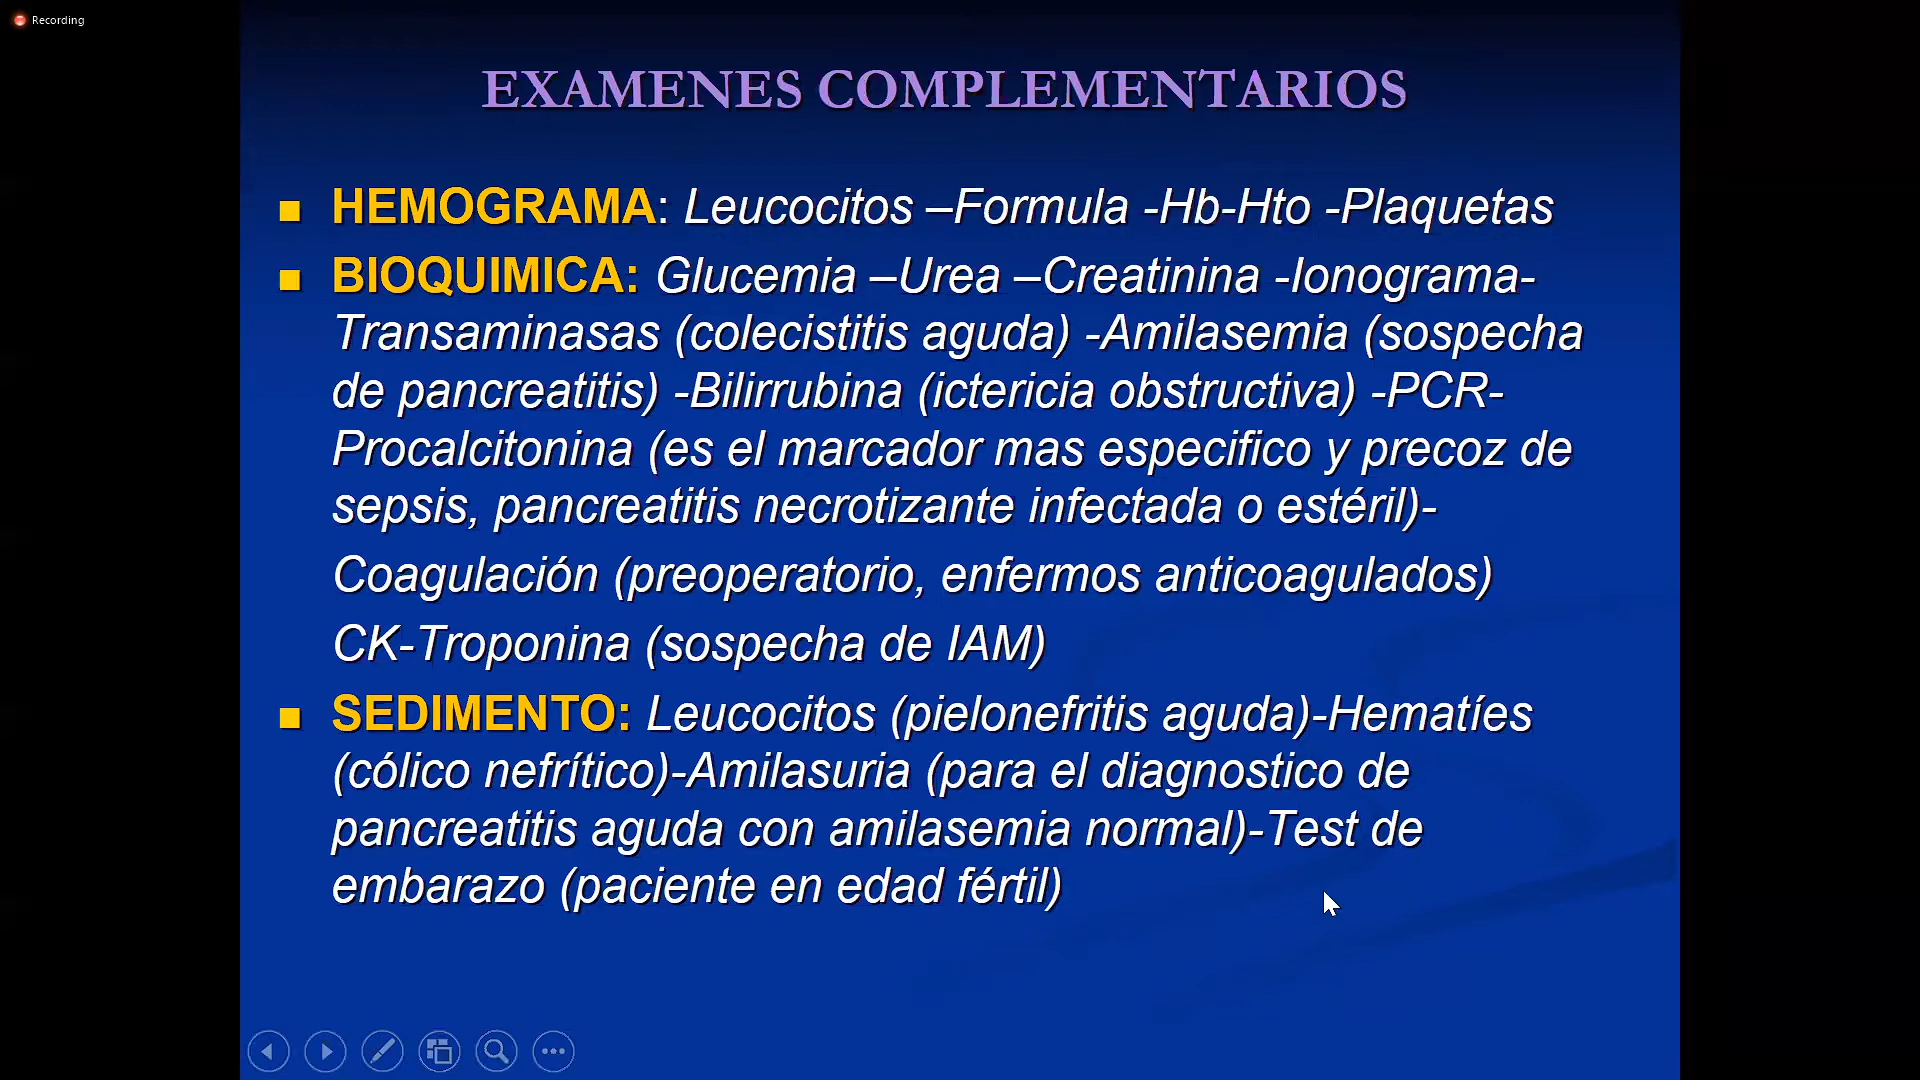 Recording
EXAMENES COMPLEMENTARIOS
HEMOGRAMA: Leucocitos –Formula -Hb-Hto -Plaquetas
BIOQUIMICA: Glucemia –Urea –Creatinina -Ionograma-
Transaminasas (colecistitis aguda) -Amilasemia (sospecha
de pancreatitis) -Bilirrubina (ictericia obstructiva) -PCR-
Procalcitonina (es el marcador mas especifico y precoz de
sepsis, pancreatitis necrotizante infectada o estéril)-
Coagulación (preoperatorio, enfermos anticoagulados)
CK-Troponina (sospecha de IAM)
SEDIMENTO: Leucocitos (pielonefritis aguda)-Hematíes
(cólico nefrítico)-Amilasuria (para el diagnostico de
pancreatitis aguda con amilasemia normal)-Test de
embarazo (paciente en edad fértil)